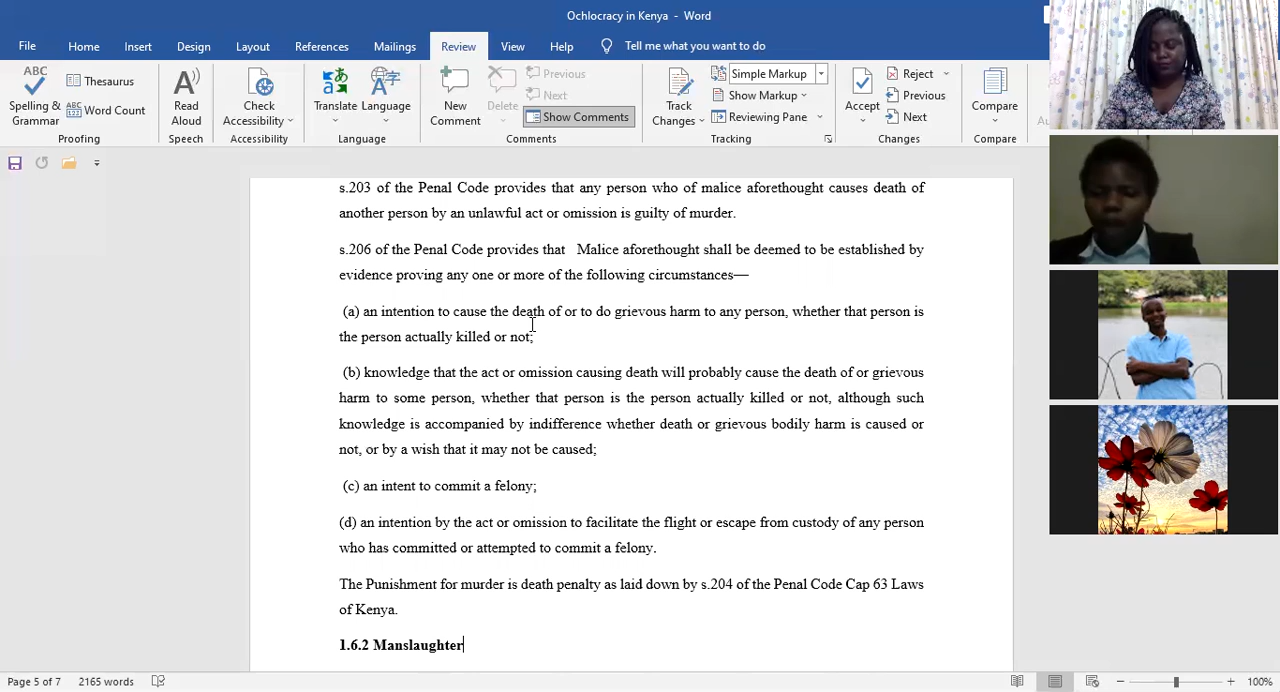 Ochlocracy in Kenya - Word
File Home Insert Design Layout References Mailings Review View Help Tell me what you want to do
ABC
Spelling & Grammar
Thesaurus
ABC 123 Word Count
Proofing
Read Aloud
Speech
Check Accessibility
Accessibility
Translate
Language
Language
New Comment
Delete
Previous
Next
Show Comments
Comments
Track Changes
Simple Markup
Show Markup
Reviewing Pane
Tracking
Accept
Reject
Previous
Next
Changes
Compare
Compare
s.203 of the Penal Code provides that any person who of malice aforethought causes death of
another person by an unlawful act or omission is guilty of murder.
s.206 of the Penal Code provides that Malice aforethought shall be deemed to be established by
evidence proving any one or more of the following circumstances—
(a) an intention to cause the death of or to do grievous harm to any person, whether that person is
the person actually killed or not;
(b) knowledge that the act or omission causing death will probably cause the death of or grievous
harm to some person, whether that person is the person actually killed or not, although such
knowledge is accompanied by indifference whether death or grievous bodily harm is caused or
not, or by a wish that it may not be caused;
(c) an intent to commit a felony;
(d) an intention by the act or omission to facilitate the flight or escape from custody of any person
who has committed or attempted to commit a felony.
The Punishment for murder is death penalty as laid down by s.204 of the Penal Code Cap 63 Laws
of Kenya.
1.6.2 Manslaughter
Page 5 of 7 2165 words 100%